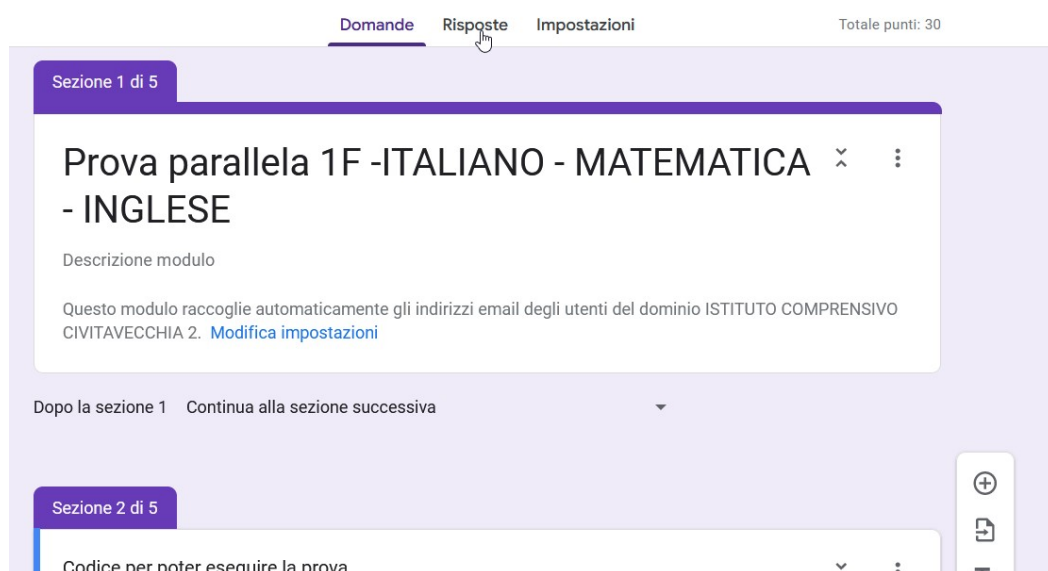 Domande Risposte Impostazioni Totale punti: 30
Sezione 1 di 5
Prova parallela 1F -ITALIANO - MATEMATICA
- INGLESE
Descrizione modulo
Questo modulo raccoglie automaticamente gli indirizzi email degli utenti del dominio ISTITUTO COMPRENSIVO
CIVITAVECCHIA 2. Modifica impostazioni
Dopo la sezione 1 Continua alla sezione successiva
Sezione 2 di 5
Codice per poter eseguire la prova